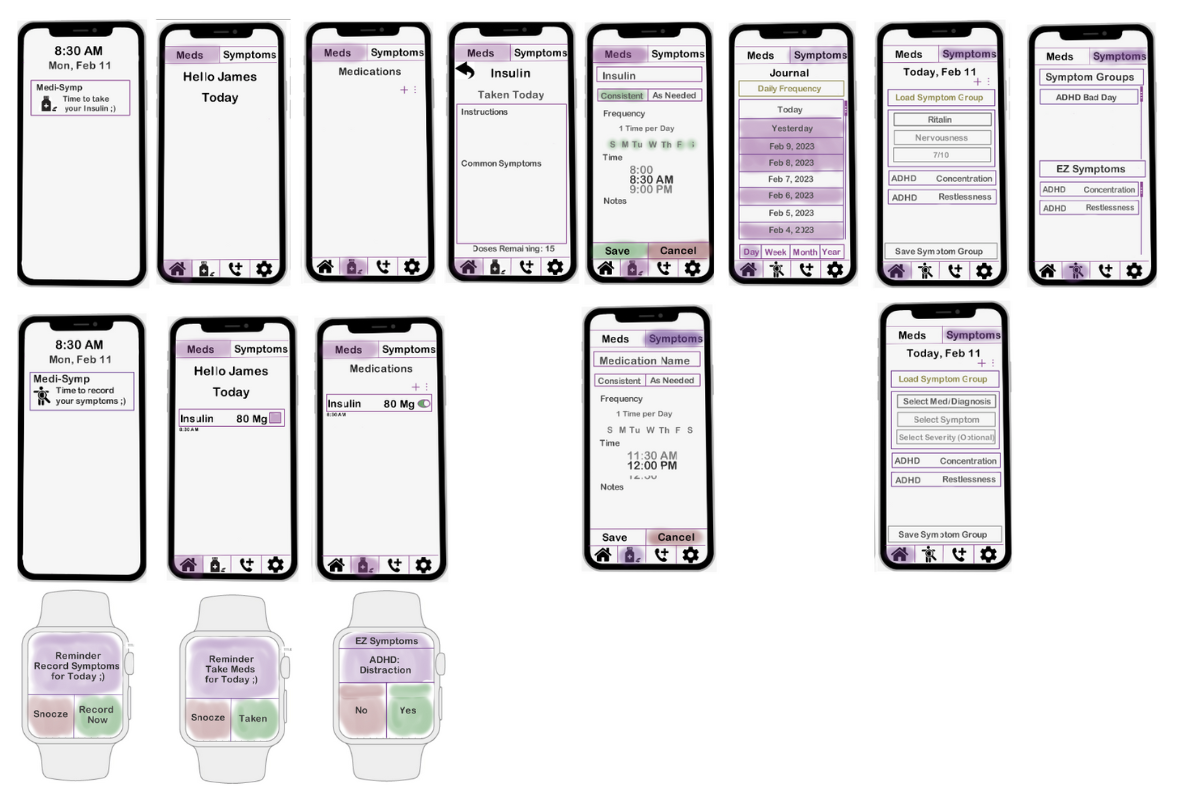 8:30 AM
Mon, Feb 11
Medi-Symp
Time to take
your Insulin ;)
Meds Symptoms
Hello James
Today
Meds Symptoms
Medications
+ ⋮
Meds Symptoms
Insulin
Taken Today
Instructions
Common Symptoms
Doses Remaining: 15
Meds Symptoms
Insulin
Consistent As Needed
Frequency
1 Time per Day
S M Tu W Th F S
Time
8:00
8:30 AM
9:00 PM
Notes
Save Cancel
Meds Symptoms
Journal
Daily Frequency
Today
Yesterday
Feb 9, 2023
Feb 8, 2023
Feb 7, 2023
Feb 6, 2023
Feb 5, 2023
Feb 4, 2023
Day Week Month Year
Meds Symptoms
Today, Feb 11
+ ⋮
Load Symptom Group
Ritalin
Nervousness
7/10
ADHD Concentration
ADHD Restlessness
Save Symptom Group
Meds Symptoms
Symptom Groups
ADHD Bad Day
EZ Symptoms
ADHD Concentration
ADHD Restlessness
8:30 AM
Mon, Feb 11
Medi-Symp
Time to record
your symptoms ;)
Meds Symptoms
Hello James
Today
Insulin 80 Mg
8:30 AM
Meds Symptoms
Medications
+ ⋮
Insulin 80 Mg
8:30 AM
Meds Symptoms
Medication Name
Consistent As Needed
Frequency
1 Time per Day
S M Tu W Th F S
Time
11:30 AM
12:00 PM
12:30
Notes
Save Cancel
Meds Symptoms
Today, Feb 11
+ ⋮
Load Symptom Group
Select Med/Diagnosis
Select Symptom
Select Severity (Optional)
ADHD Concentration
ADHD Restlessness
Save Symptom Group
Reminder
Record Symptoms
for Today ;)
Snooze Record
Now
Reminder
Take Meds
for Today ;)
Snooze Taken
EZ Symptoms
ADHD:
Distraction
No Yes